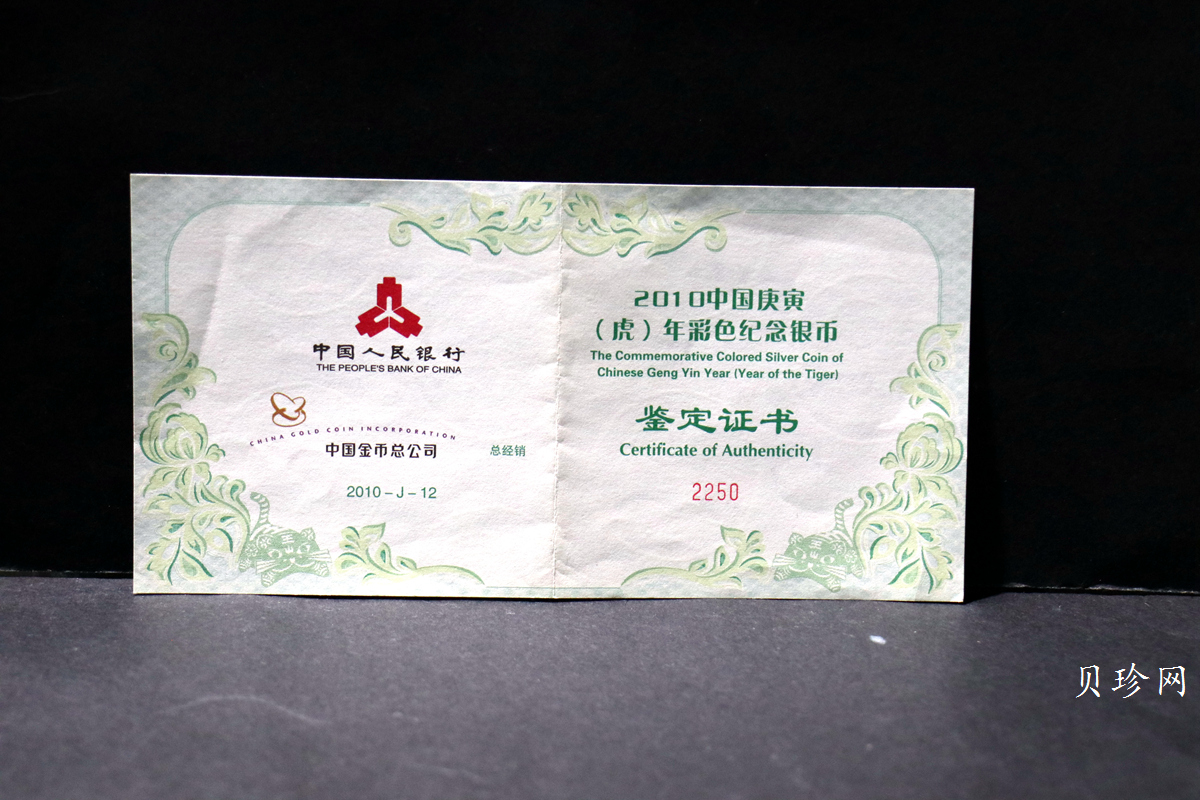 中国人民银行
THE PEOPLE'S BANK OF CHINA
CHINA GOLD COIN INCORPORATION
中国金币总公司 总经销
2010-J-12
2010中国庚寅
（虎）年彩色纪念银币
The Commemorative Colored Silver Coin of
Chinese Geng Yin Year (Year of the Tiger)
鉴定证书
Certificate of Authenticity
2250
贝珍网